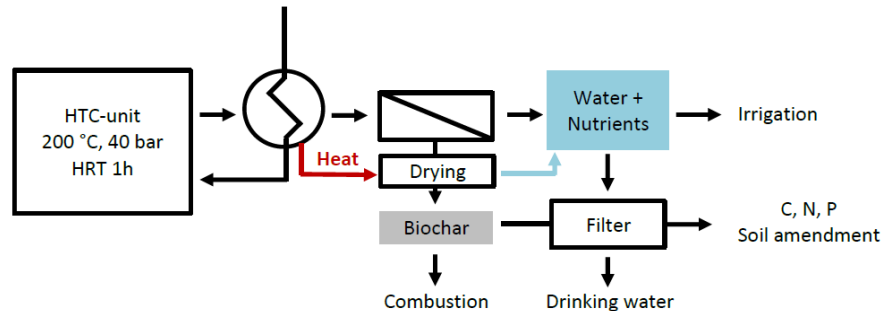 HTC-unit
200 °C, 40 bar
HRT 1h
Heat
Drying
Biochar
Combustion
Water +
Nutrients
Irrigation
Filter
Drinking water
C, N, P
Soil amendment